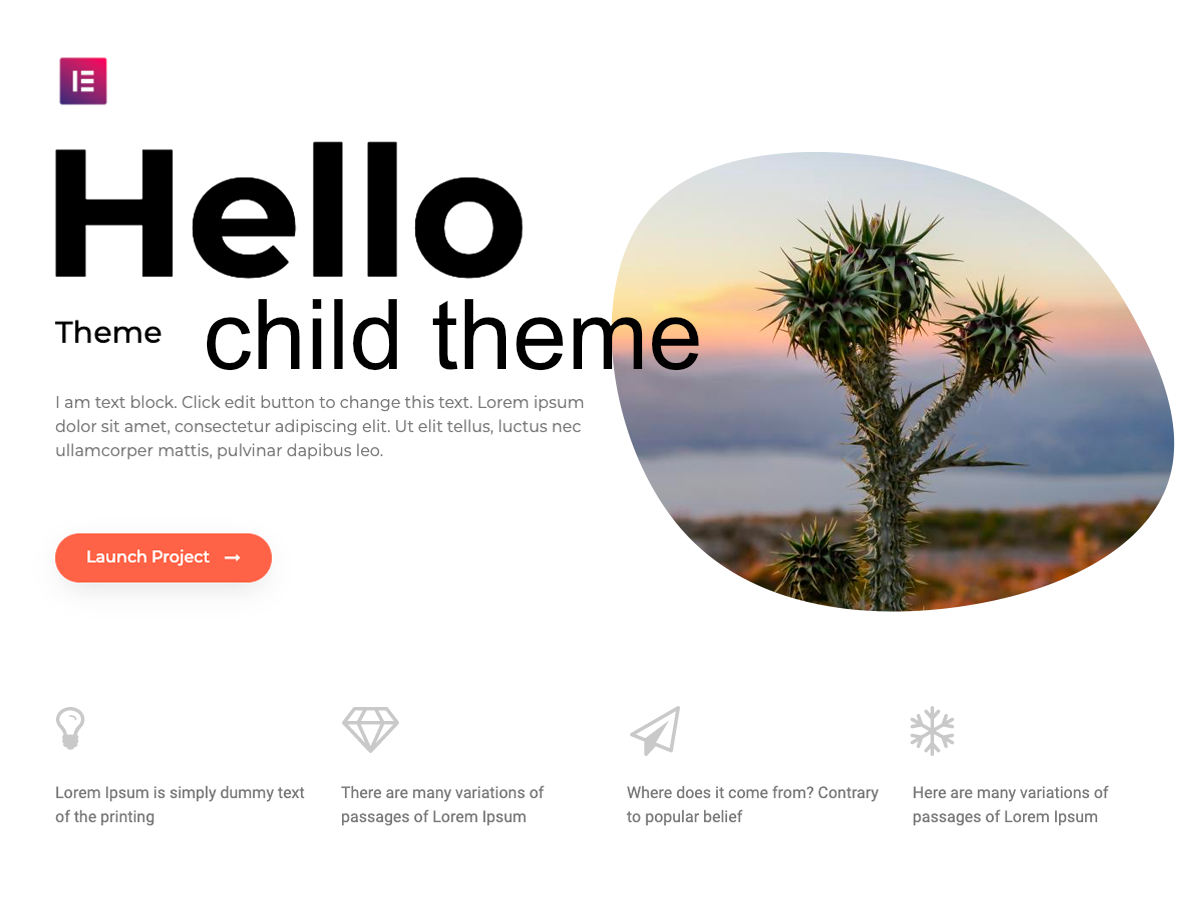 Hello
Theme
child theme
I am text block. Click edit button to change this text. Lorem ipsum
dolor sit amet, consectetur adipiscing elit. Ut elit tellus, luctus nec
ullamcorper mattis, pulvinar dapibus leo.
Launch Project
Lorem Ipsum is simply dummy text
of the printing
There are many variations of
passages of Lorem Ipsum
Where does it come from? Contrary
to popular belief
Here are many variations of
passages of Lorem Ipsum